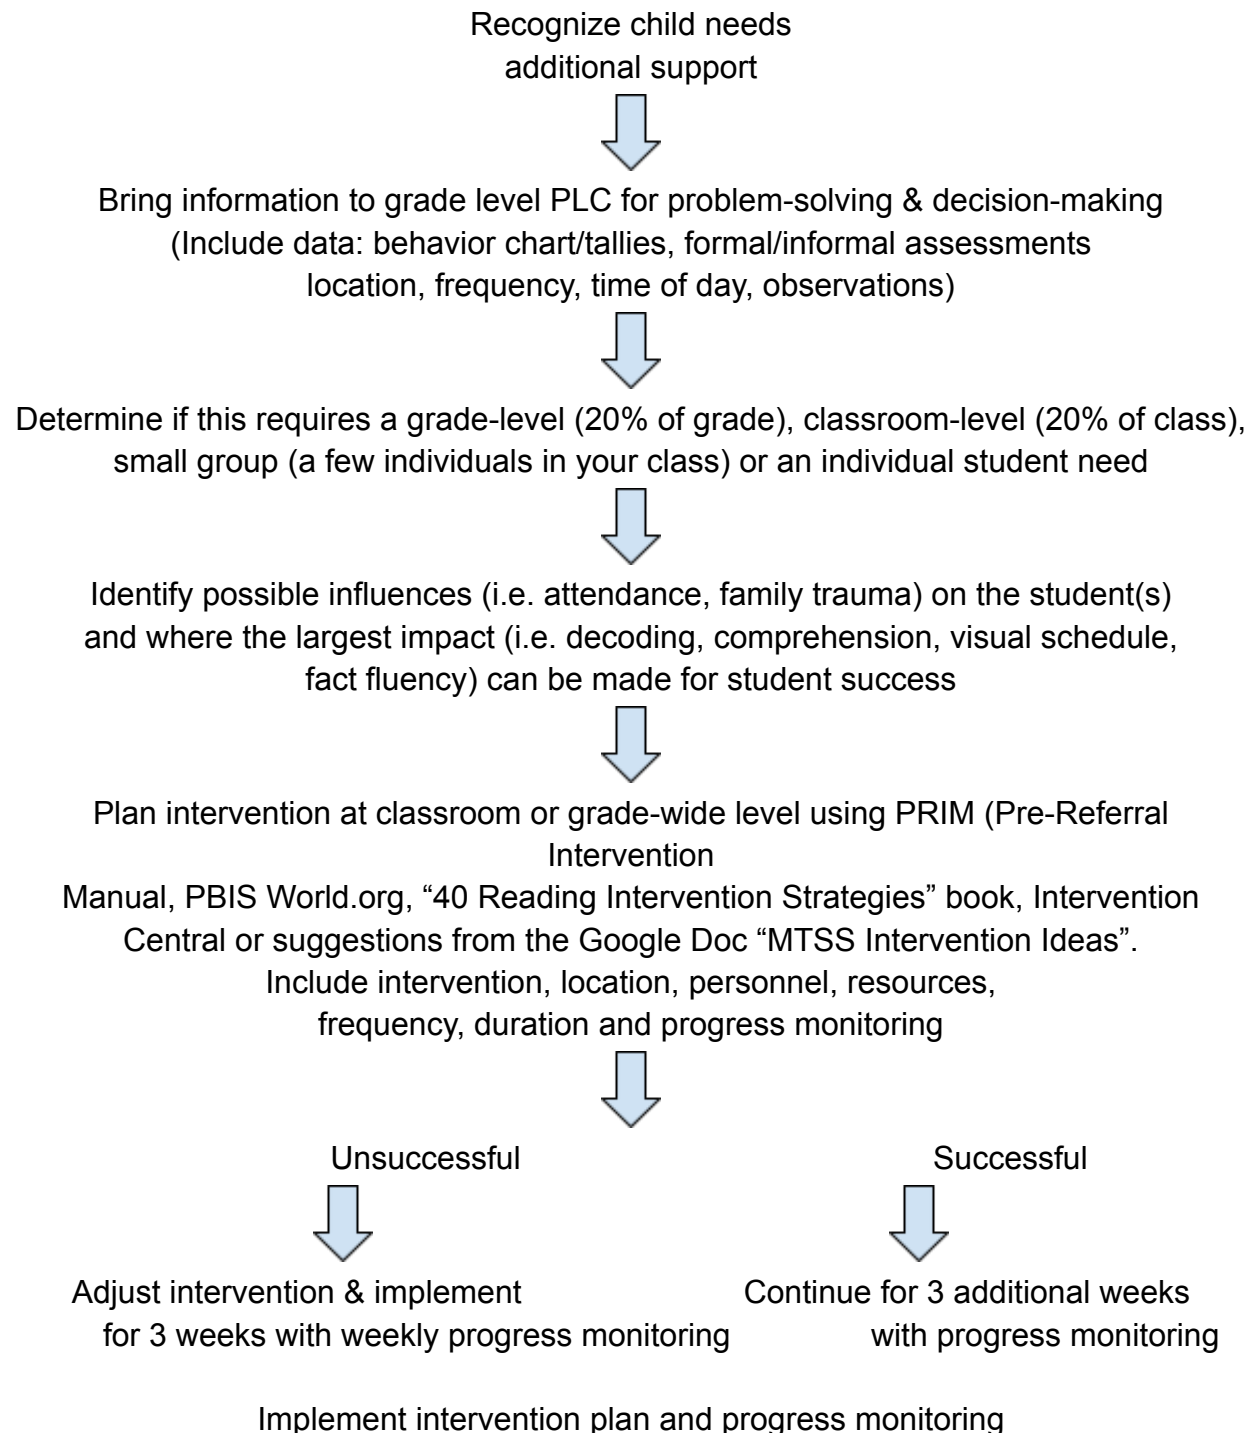 Recognize child needs
additional support
Bring information to grade level PLC for problem-solving & decision-making
(Include data: behavior chart/tallies, formal/informal assessments
location, frequency, time of day, observations)
Determine if this requires a grade-level (20% of grade), classroom-level (20% of class),
small group (a few individuals in your class) or an individual student need
Identify possible influences (i.e. attendance, family trauma) on the student(s)
and where the largest impact (i.e. decoding, comprehension, visual schedule,
fact fluency) can be made for student success
Plan intervention at classroom or grade-wide level using PRIM (Pre-Referral
Intervention
Manual, PBIS World.org, “40 Reading Intervention Strategies” book, Intervention
Central or suggestions from the Google Doc “MTSS Intervention Ideas”.
Include intervention, location, personnel, resources,
frequency, duration and progress monitoring
Unsuccessful
Successful
Adjust intervention & implement
for 3 weeks with weekly progress monitoring
Continue for 3 additional weeks
with progress monitoring
Implement intervention plan and progress monitoring